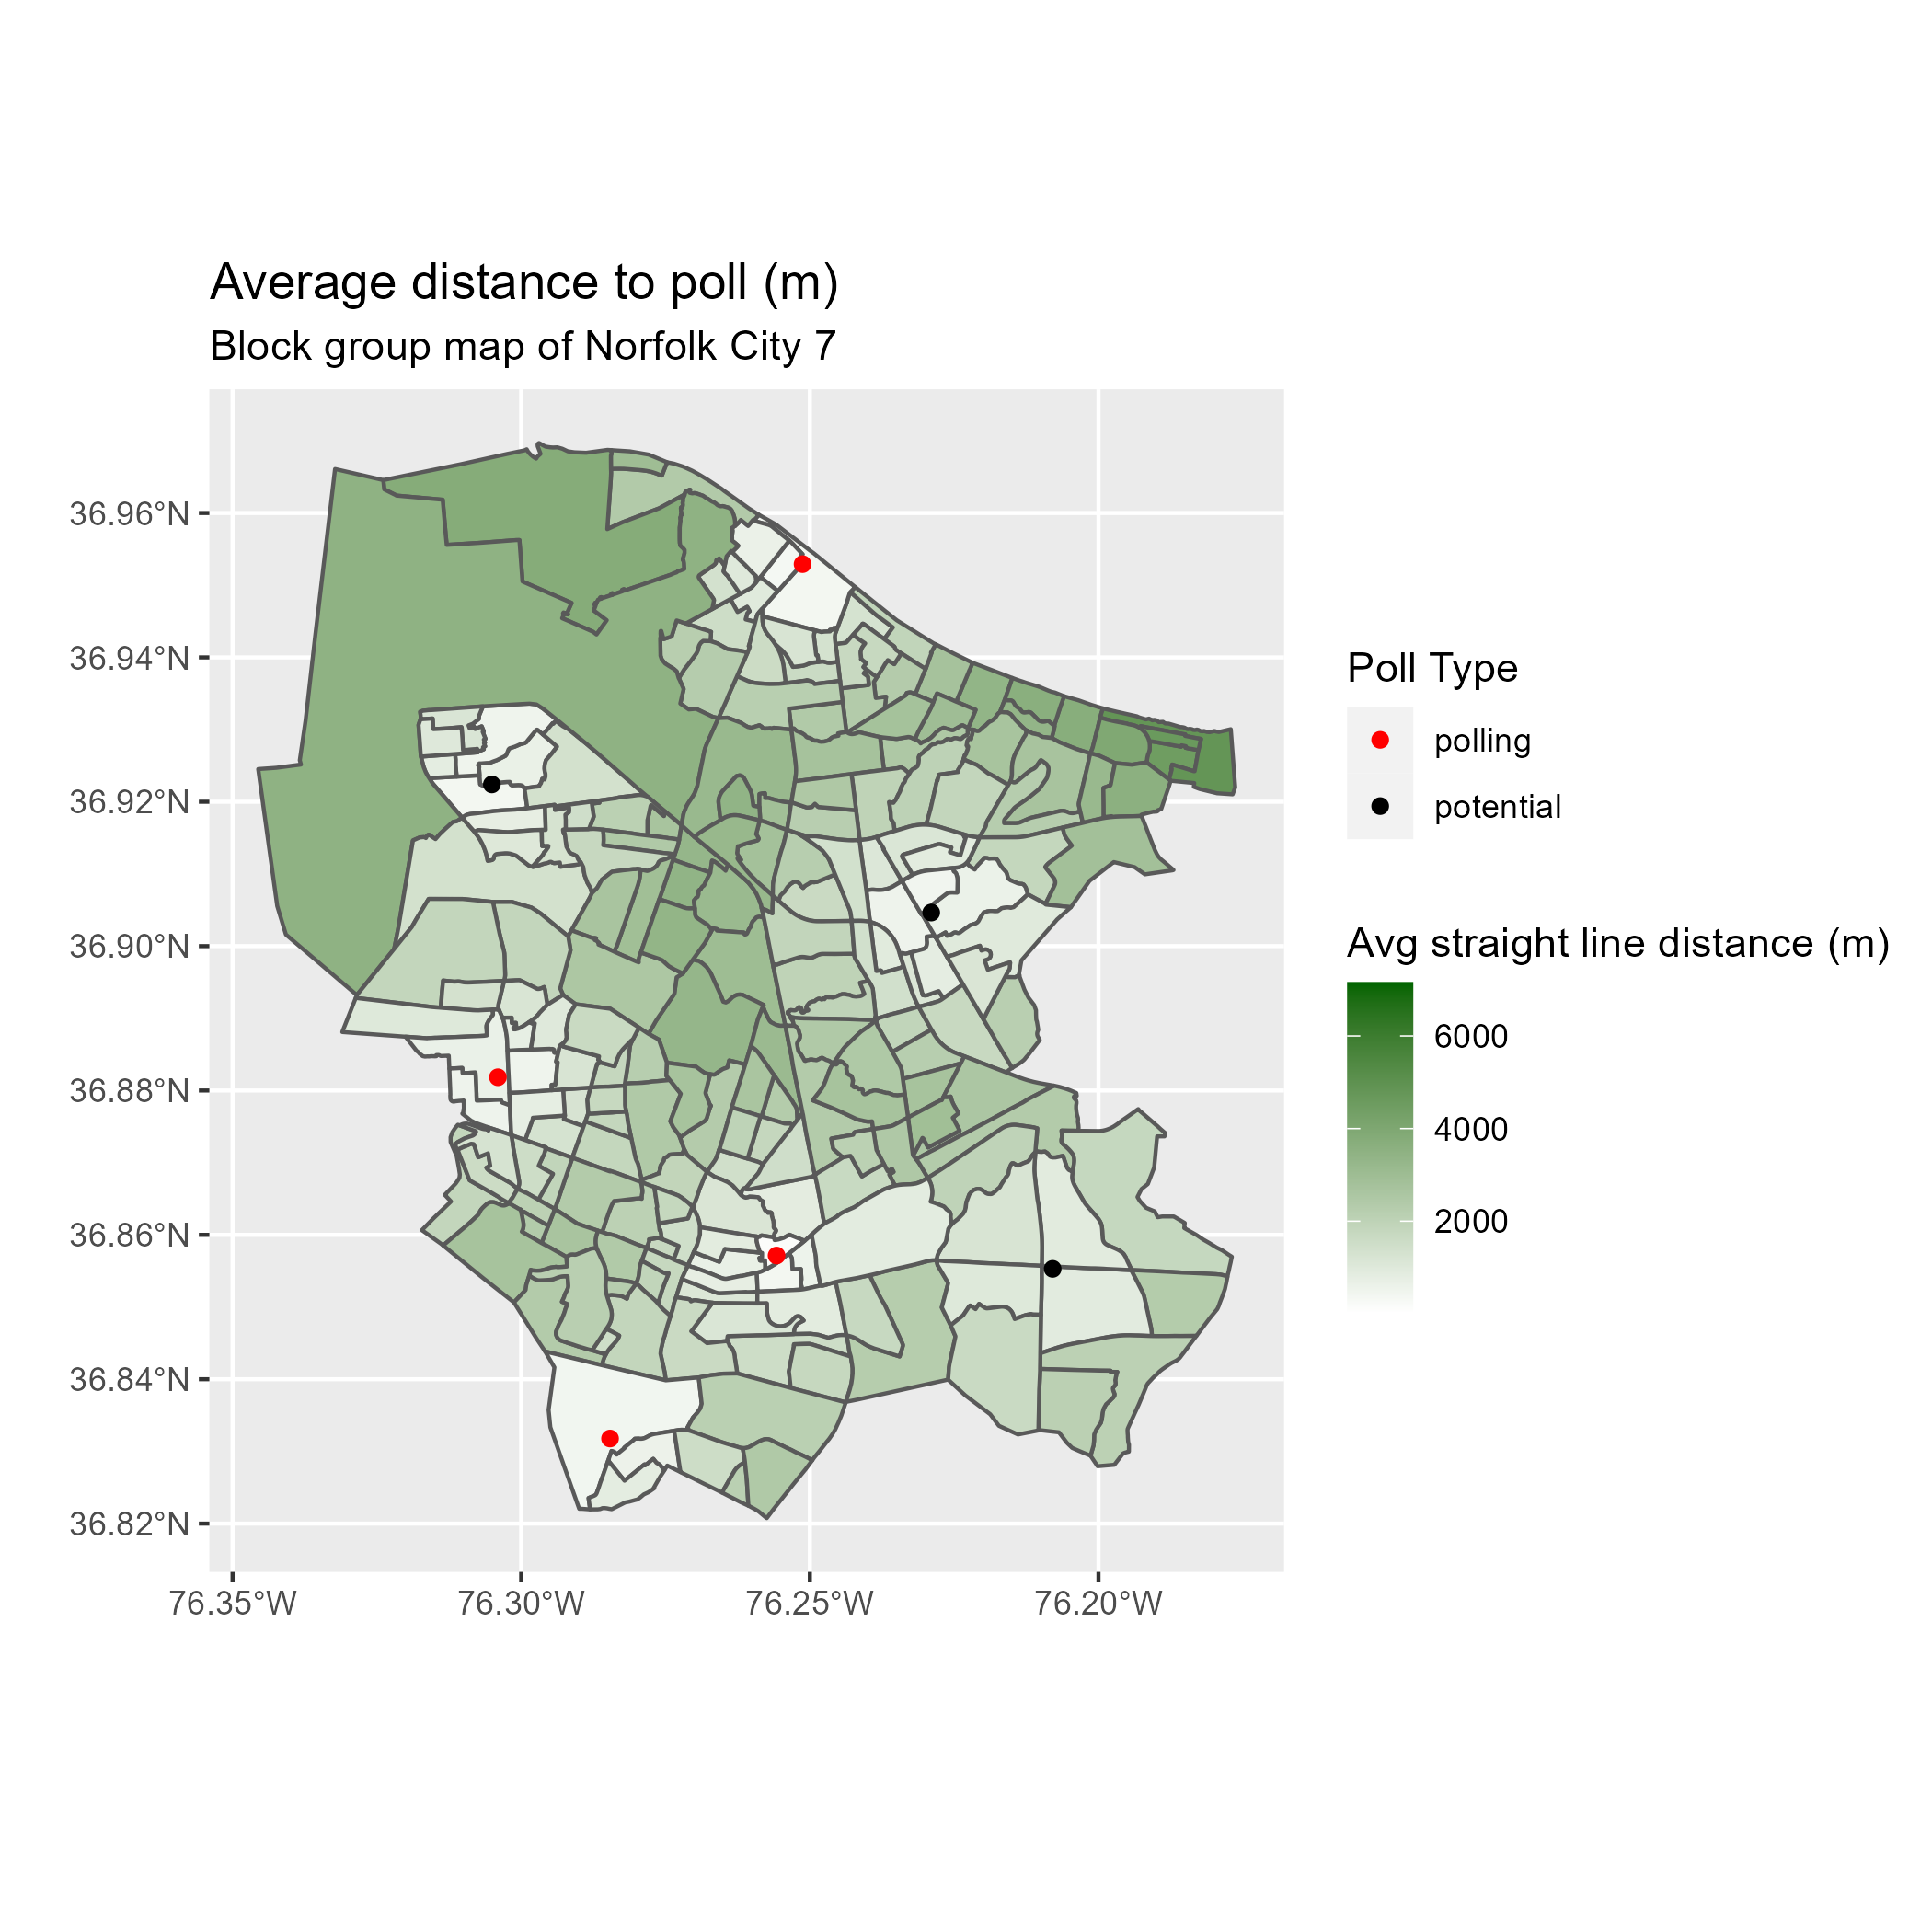 Average distance to poll (m)
Block group map of Norfolk City 7
36.96°N
36.94°N
36.92°N
36.90°N
36.88°N
36.86°N
36.84°N
36.82°N
76.35°W
76.30°W
76.25°W
76.20°W
Poll Type
polling
potential
Avg straight line distance (m)
6000
4000
2000